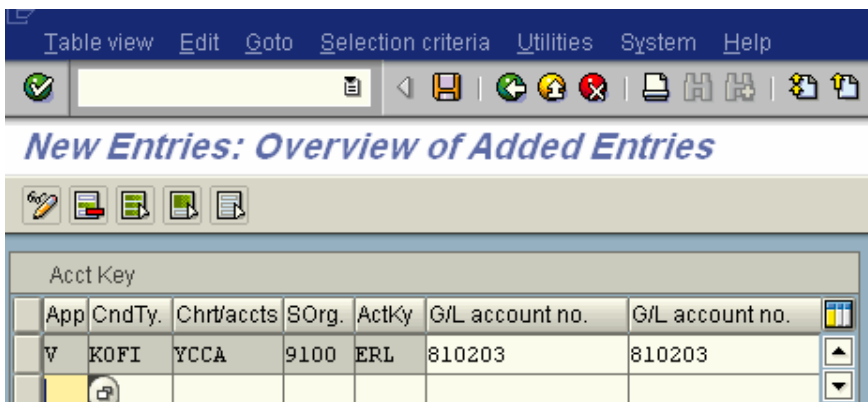 Table view Edit Goto Selection criteria Utilities System Help
New Entries: Overview of Added Entries
Acct Key
App CndTy. Chrt/accts SOrg. ActKy G/L account no. G/L account no.
V KOFI YCCA 9100 ERL 810203 810203